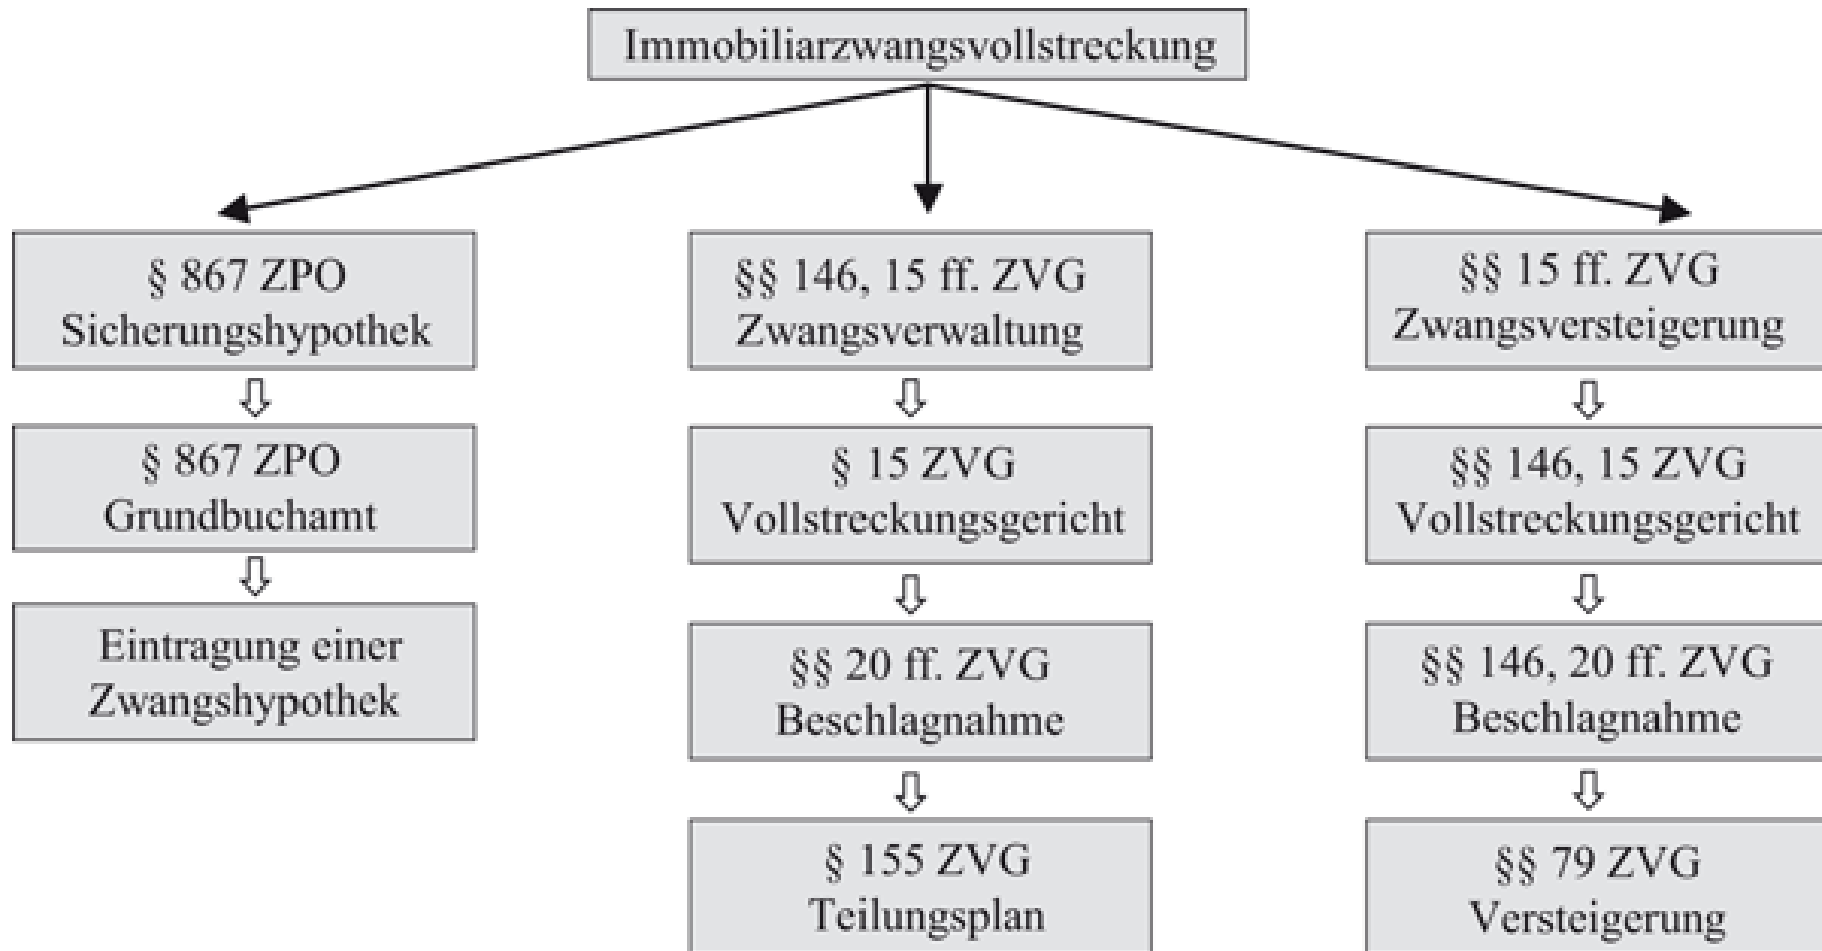 Immobiliarzwangsvollstreckung
§ 867 ZPO
Sicherungshypothek
§ 867 ZPO
Grundbuchamt
Eintragung einer
Zwangshypothek
§§ 146, 15 ff. ZVG
Zwangsverwaltung
§ 15 ZVG
Vollstreckungsgericht
§§ 20 ff. ZVG
Beschlagnahme
§ 155 ZVG
Teilungsplan
§§ 15 ff. ZVG
Zwangsversteigerung
§§ 146, 15 ZVG
Vollstreckungsgericht
§§ 146, 20 ff. ZVG
Beschlagnahme
§§ 79 ZVG
Versteigerung